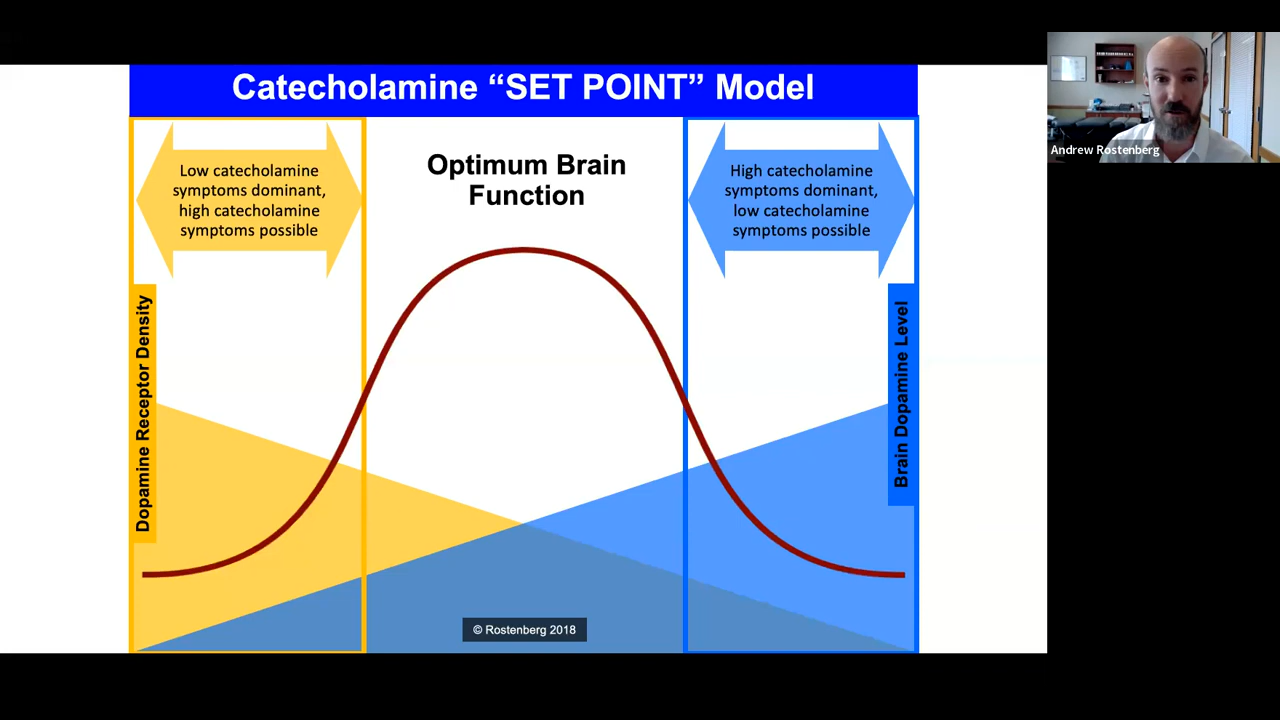 Catecholamine “SET POINT” Model
Low catecholamine
symptoms dominant,
high catecholamine
symptoms possible
Optimum Brain
Function
High catecholamine
symptoms dominant,
low catecholamine
symptoms possible
Andrew Rostenberg
Dopamine Receptor Density
Brain Dopamine Level
© Rostenberg 2018